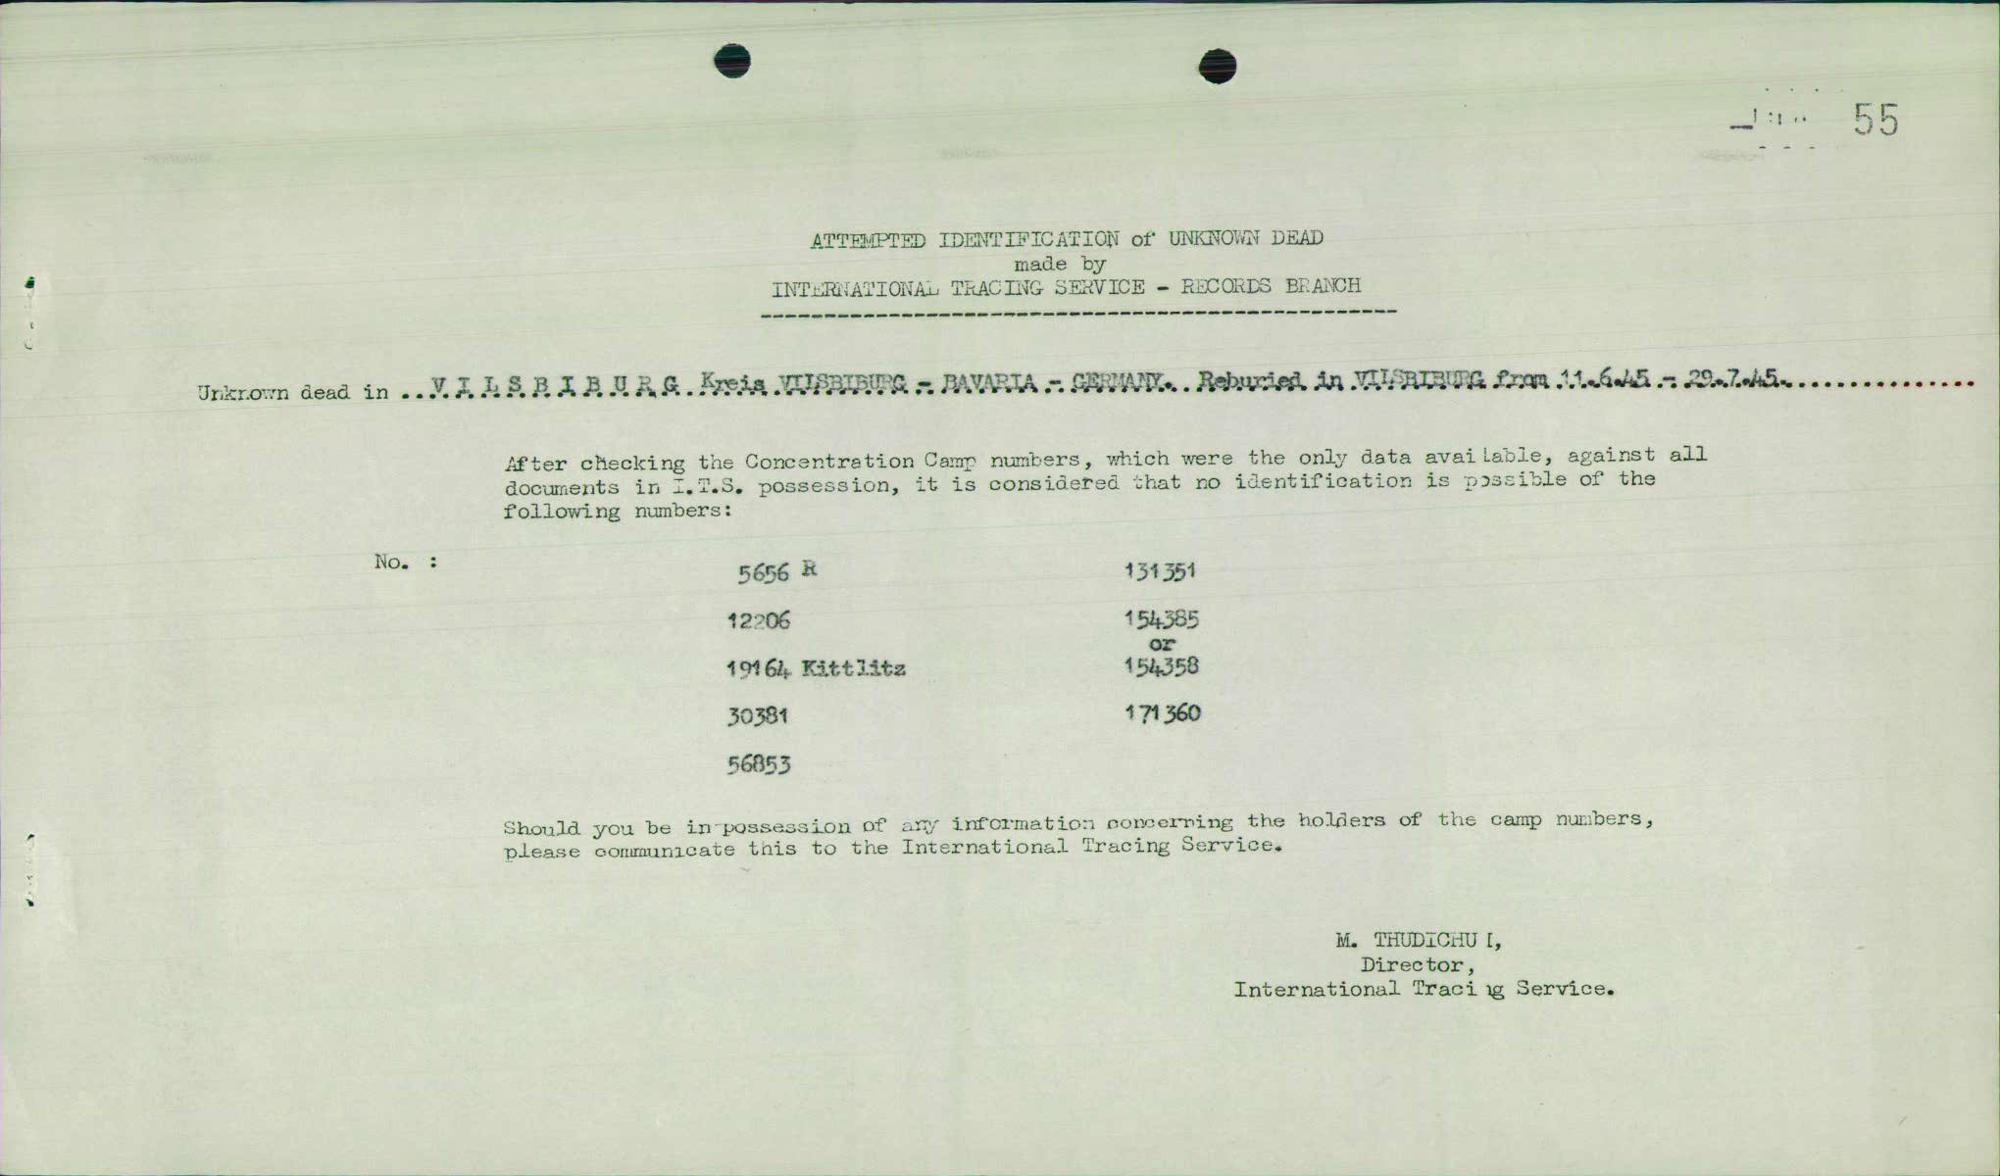 55
ATTEMPTED IDENTIFICATION of UNKNOWN DEAD
made by
INTERNATIONAL TRACING SERVICE - RECORDS BRANCH
Unknown dead in ...V.I.L.S.B.I.B.U.R.G. Kreis VILSBIBURG - BAVARIA - GERMANY. Reburied in VILSBIBURG from 11.6.45 - 29.7.45.
After checking the Concentration Camp numbers, which were the only data available, against all
documents in I.T.S. possession, it is considered that no identification is possible of the
following numbers:
No. :
5656 R
12206
19164 Kittlitz
30381
56853
131351
154385
or
154358
171360
Should you be in possession of any information concerning the holders of the camp numbers,
please communicate this to the International Tracing Service.
M. THUDICHUM,
Director,
International Tracing Service.